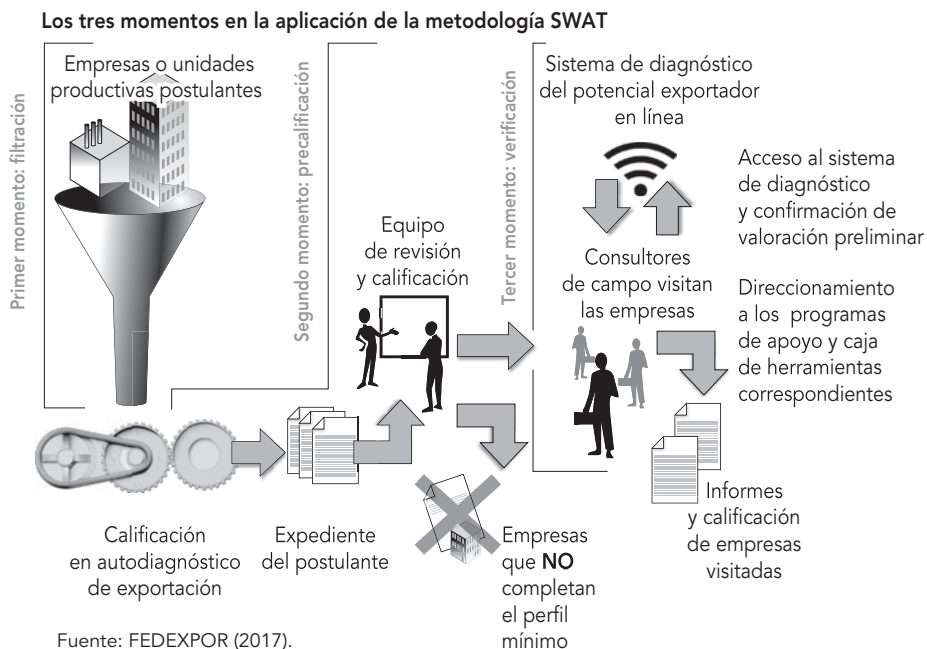 Los tres momentos en la aplicación de la metodología SWAT
Primer momento: filtración
Empresas o unidades
productivas postulantes
Calificación
en autodiagnóstico
de exportación
Segundo momento: precalificación
Expediente
del postulante
Equipo
de revisión
y calificación
Empresas
que NO
completan
el perfil
mínimo
Tercer momento: verificación
Sistema de diagnóstico
del potencial exportador
en línea
Consultores
de campo visitan
las empresas
Acceso al sistema
de diagnóstico
y confirmación de
valoración preliminar
Direccionamiento
a los programas
de apoyo y caja
de herramientas
correspondientes
Informes
y calificación
de empresas
visitadas
Fuente: FEDEXPOR (2017).